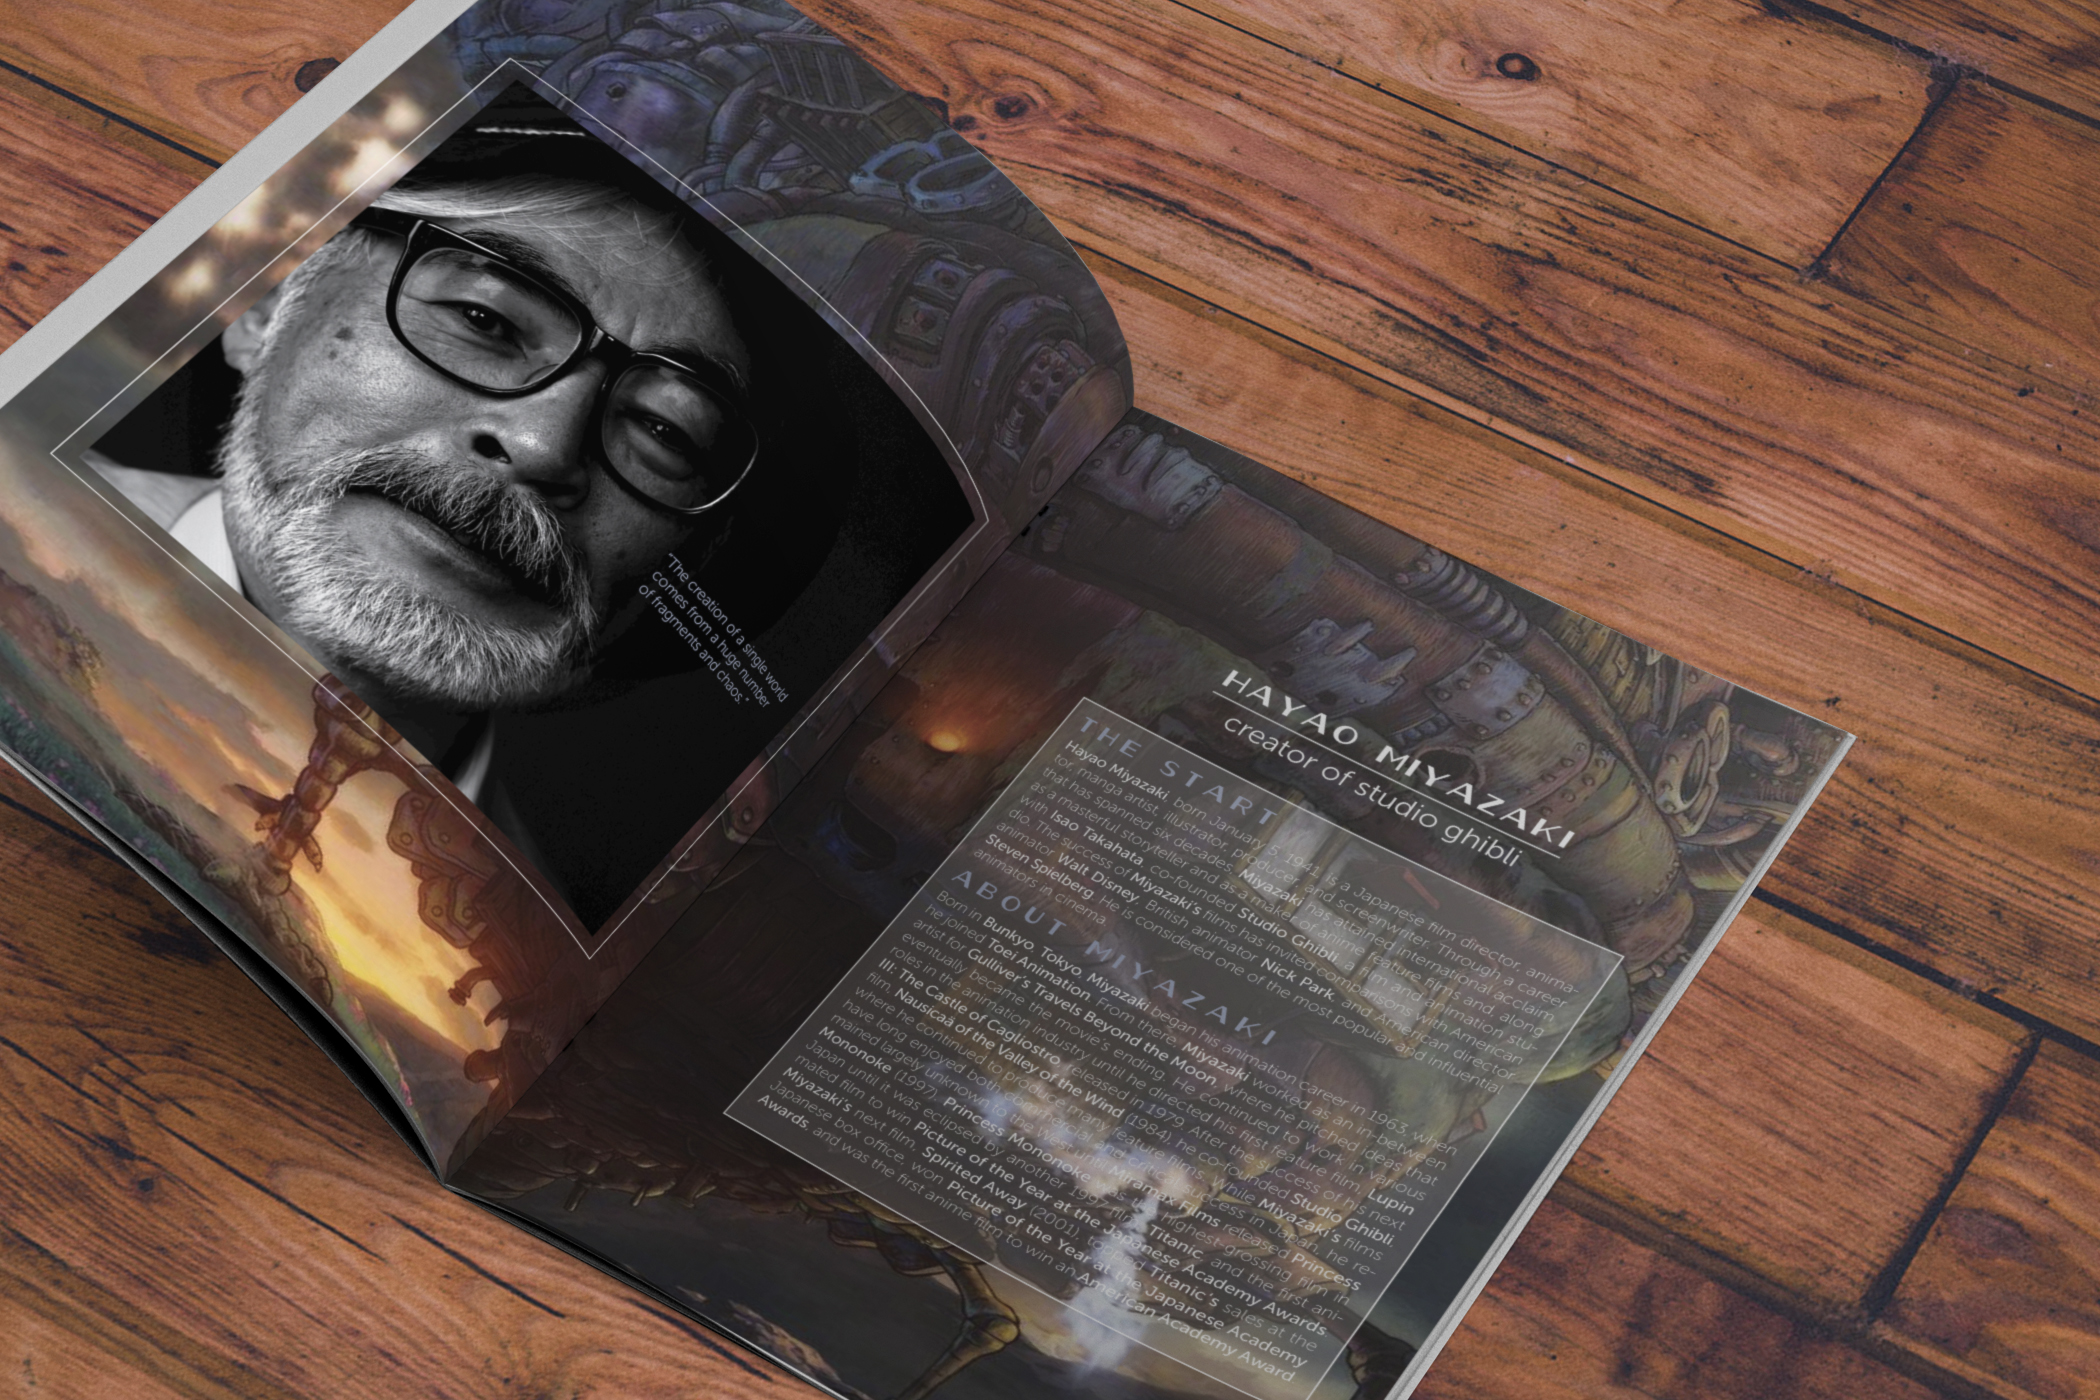 "The creation of a single world
comes from a huge number
of fragments and chaos."
HAYAO MIYAZAKI
creator of studio ghibli
THE START
Hayao Miyazaki, born January 5, 1941, is a Japanese film director, anima-
tor, manga artist, illustrator, producer, and screenwriter. Through a career
that has spanned six decades, Miyazaki has attained international acclaim
as a masterful storyteller and as a maker of anime feature films and, along
with Isao Takahata, co-founded Studio Ghibli, a film and animation stu-
dio. The success of Miyazaki's films has invited comparisons with American
animator Walt Disney, British animator Nick Park, and American director
Steven Spielberg. He is considered one of the most popular and influential
animators in cinema.
ABOUT MIYAZAKI
Born in Bunkyo, Tokyo, Miyazaki began his animation career in 1963, when
he joined Toei Animation. From there, Miyazaki worked as an in-between
artist for Gulliver's Travels Beyond the Moon, where he pitched ideas that
eventually became the movie's ending. He continued to work in various
roles in the animation industry until he directed his first feature film, Lupin
III: The Castle of Cagliostro, released in 1979. After the success of his next
film, Nausicaä of the Valley of the Wind (1984), he co-founded Studio Ghibli,
where he continued to produce many feature films. While Miyazaki's films
have long enjoyed both and success in Japan, he re-
mained largely unknown to the until Miramax Films released Princess
Mononoke (1997). Princess Mononoke was the highest-grossing film in
Japan until it was eclipsed by another 1997 film, Titanic, and the first ani-
mated film to win Picture of the Year at the Japanese Academy Awards.
Miyazaki's next film, Spirited Away (2001), Titanic's sales at the
Japanese box office, won Picture of the Year at the Japanese Academy
Awards, and was the first anime film to win an American Academy Award